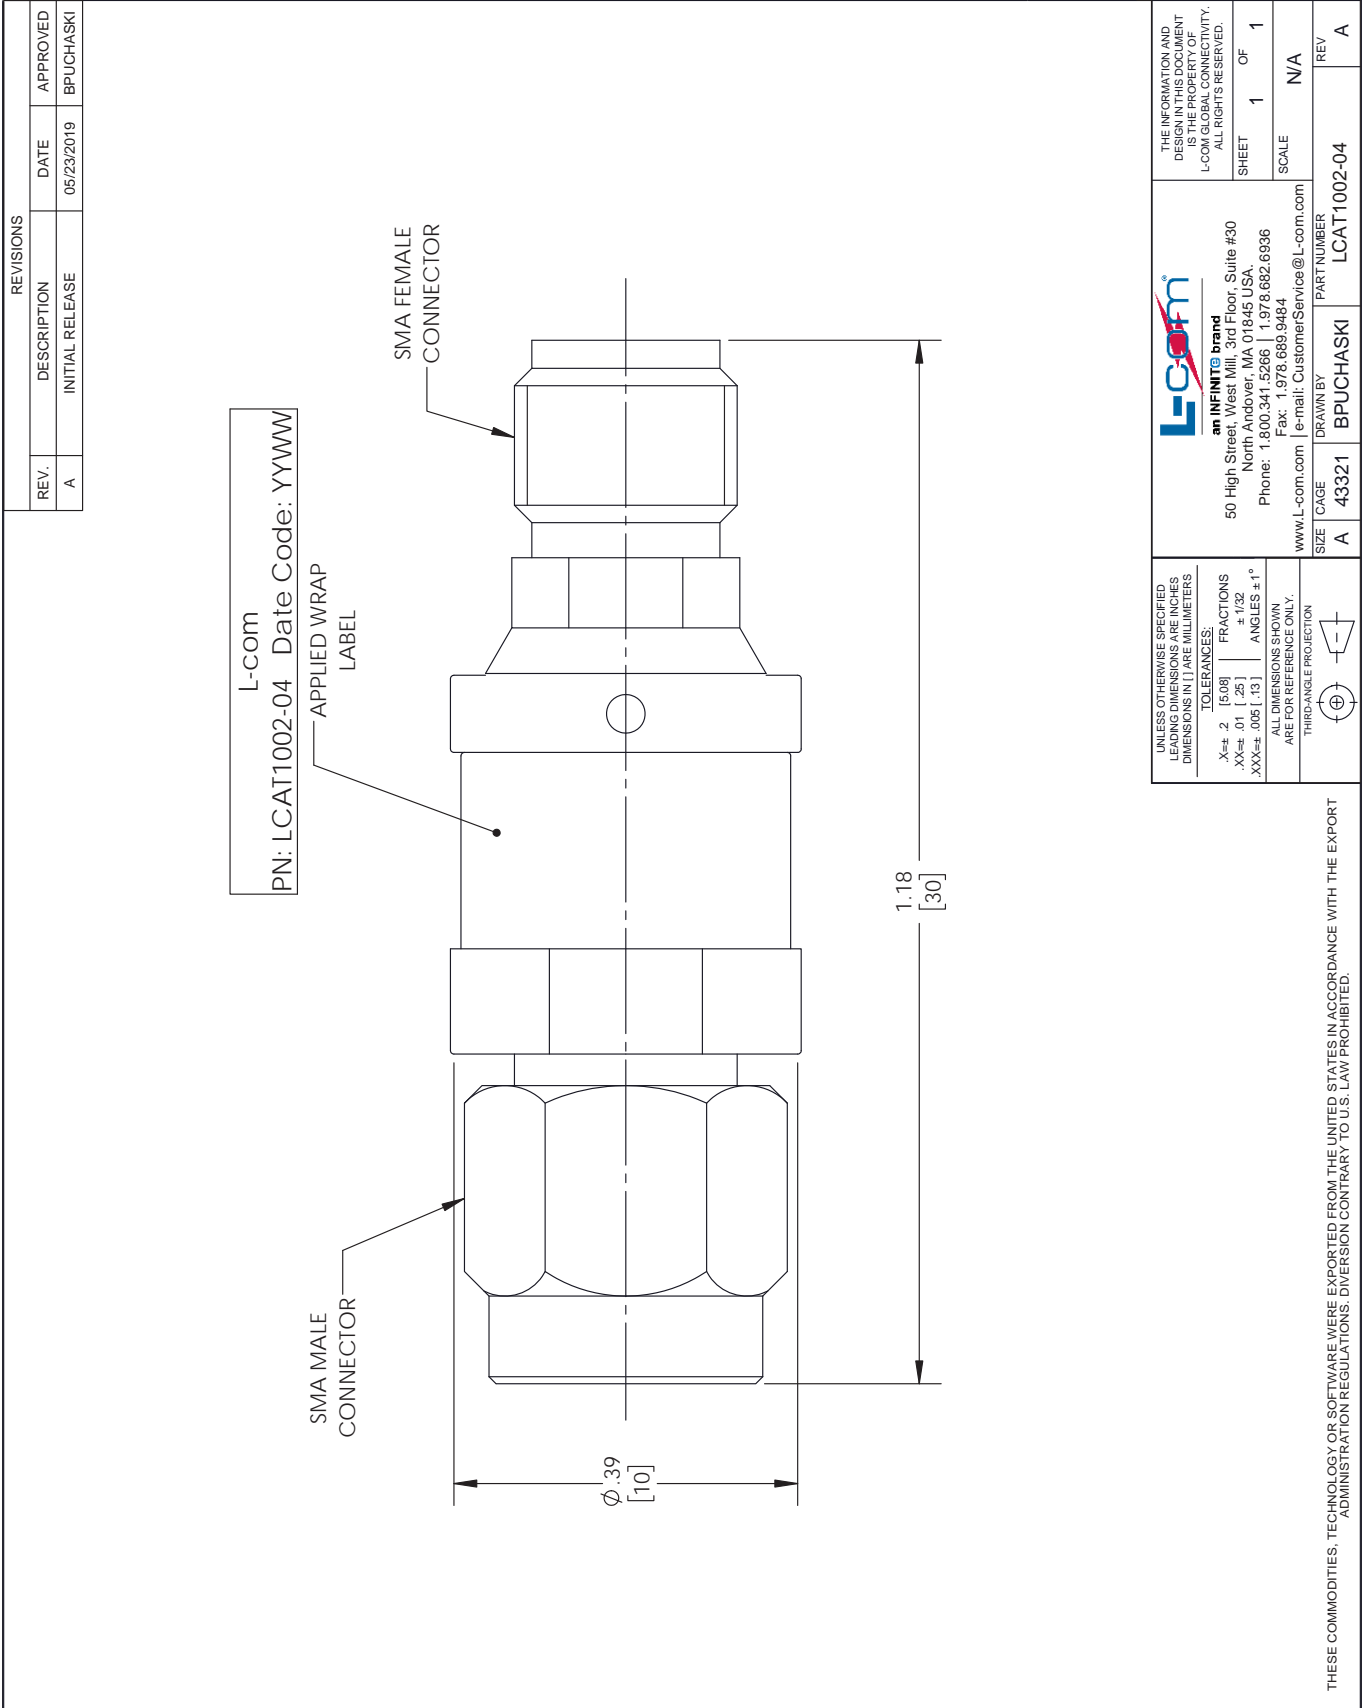 REVISIONS
REV. DESCRIPTION DATE APPROVED
A INITIAL RELEASE 05/23/2019 BPUCHASKI
L-com
PN: LCAT1002-04 Date Code: YYWW
APPLIED WRAP
LABEL
SMA MALE
CONNECTOR
SMA FEMALE
CONNECTOR
Ø.39
[10]
1.18
[30]
UNLESS OTHERWISE SPECIFIED
LEADING DIMENSIONS ARE INCHES
DIMENSIONS IN [ ] ARE MILLIMETERS
TOLERANCES:
.X=± .2 [5.08] FRACTIONS
.XX=± .01 [ .25] ± 1/32
.XXX=± .005 [ .13] ANGLES ± 1°
ALL DIMENSIONS SHOWN
ARE FOR REFERENCE ONLY.
THIRD-ANGLE PROJECTION
L-com®
an INFINIT@ brand
50 High Street, West Mill, 3rd Floor, Suite #30
North Andover, MA 01845 USA.
Phone: 1.800.341.5266 | 1.978.682.6936
Fax: 1.978.689.9484
www.L-com.com | e-mail: CustomerService@L-com.com
THE INFORMATION AND
DESIGN IN THIS DOCUMENT
IS THE PROPERTY OF
L-COM GLOBAL CONNECTIVITY.
ALL RIGHTS RESERVED.
SHEET 1 OF 1
SCALE N/A
SIZE CAGE DRAWN BY PART NUMBER REV
A 43321 BPUCHASKI LCAT1002-04 A
THESE COMMODITIES, TECHNOLOGY OR SOFTWARE WERE EXPORTED FROM THE UNITED STATES IN ACCORDANCE WITH THE EXPORT
ADMINISTRATION REGULATIONS. DIVERSION CONTRARY TO U.S. LAW PROHIBITED.